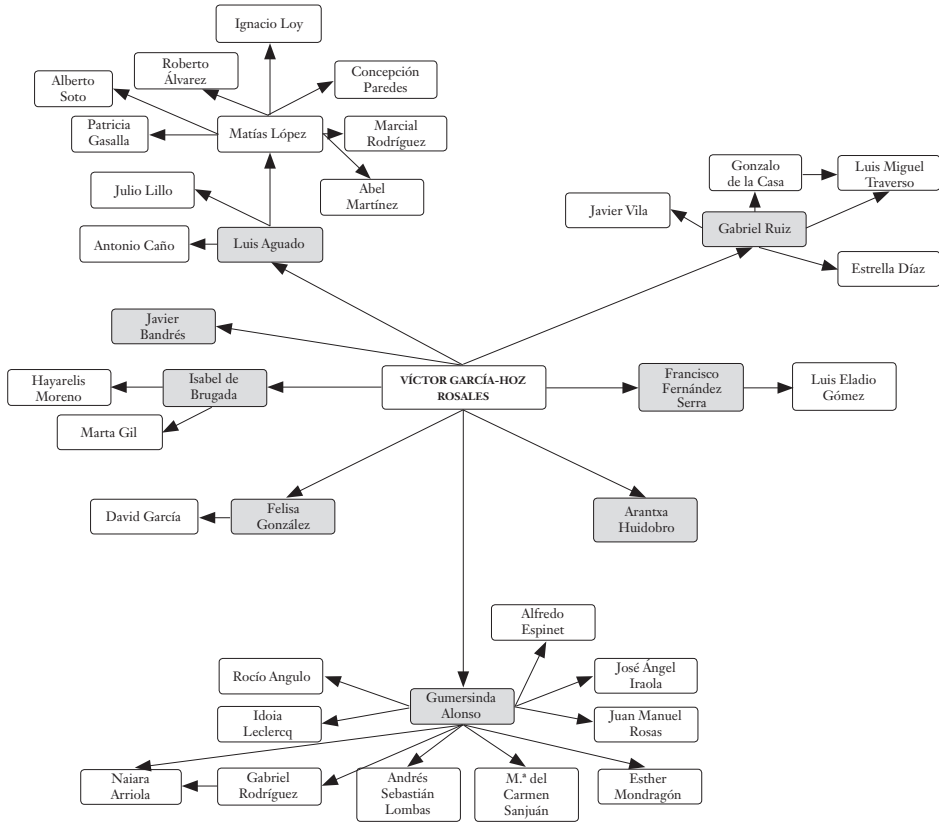 Ignacio Loy
Roberto
Álvarez
Concepción
Paredes
Alberto
Soto
Patricia
Gasalla
Matías López
Marcial
Rodríguez
Abel
Martínez
Julio Lillo
Antonio Caño
Luis Aguado
Gonzalo
de la Casa
Luis Miguel
Traverso
Javier Vila
Gabriel Ruiz
Estrella Díaz
Javier
Bandrés
Hayarelis
Moreno
Isabel de
Brugada
Marta Gil
VÍCTOR GARCÍA-HOZ
ROSALES
Francisco
Fernández
Serra
Luis Eladio
Gómez
David García
Felisa
González
Arantxa
Huidobro
Alfredo
Espinet
Rocío Angulo
José Ángel
Iraola
Gumersinda
Alonso
Idoia
Leclercq
Juan Manuel
Rosas
Naiara
Arriola
Gabriel
Rodríguez
Andrés
Sebastián
Lombas
M.ª del
Carmen
Sanjuán
Esther
Mondragón